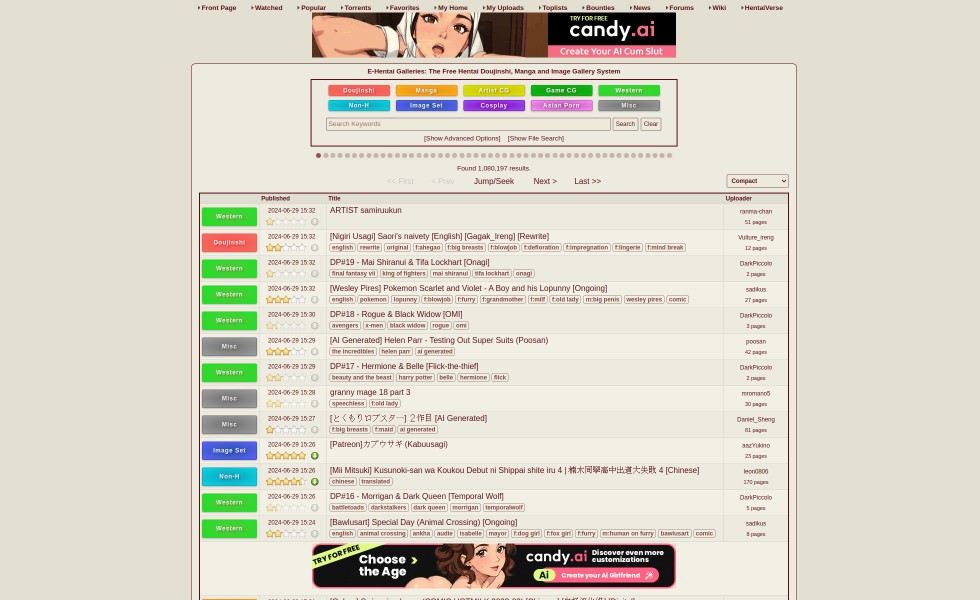 Front Page Watched Popular Torrents Favorites My Home My Uploads Toplists Bounties News Forums Wiki HentaiVerse
TRY FOR FREE
candy.ai
Create Your AI Cum Slut
E-Hentai Galleries: The Free Hentai Doujinshi, Manga and Image Gallery System
Doujinshi Manga Artist CG Game CG Western
Non-H Image Set Cosplay Asian Porn Misc
Search Keywords Search Clear
[Show Advanced Options] [Show File Search]
Found 1,080,197 results.
<< First < Prev Jump/Seek Next > Last >> Compact
Published Title Uploader
Western 2024-06-29 15:32 ARTIST samiruukun ranma-chan
51 pages
Doujinshi 2024-06-29 15:32 [Nigiri Usagi] Saori's naivety [English] [Gagak_Ireng] [Rewrite] Vulture_Ireng
english rewrite original f:ahegao f:big breasts f:blowjob f:defloration f:impregnation f:lingerie f:mind break 12 pages
Western 2024-06-29 15:32 DP#19 - Mai Shiranui & Tifa Lockhart [Onagi] DarkPiccolo
final fantasy vii king of fighters mai shiranui tifa lockhart onagi 2 pages
Western 2024-06-29 15:32 [Wesley Pires] Pokemon Scarlet and Violet - A Boy and his Lopunny [Ongoing] sadikus
english pokemon lopunny f:blowjob f:furry f:grandmother f:milf f:old lady m:big penis wesley pires comic 27 pages
Western 2024-06-29 15:30 DP#18 - Rogue & Black Widow [OMI] DarkPiccolo
avengers x-men black widow rogue omi 3 pages
Misc 2024-06-29 15:29 [AI Generated] Helen Parr - Testing Out Super Suits (Poosan) poosan
the incredibles helen parr ai generated 42 pages
Western 2024-06-29 15:29 DP#17 - Hermione & Belle [Flick-the-thief] DarkPiccolo
beauty and the beast harry potter belle hermione flick 2 pages
Misc 2024-06-29 15:28 granny mage 18 part 3 mromano5
speechless f:old lady 30 pages
Misc 2024-06-29 15:27 [AI Generated] Daniel_Sheng
f:big breasts f:maid ai generated 81 pages
Image Set 2024-06-29 15:26 [Patreon]カブウサギ (Kabuusagi) aazYukino
23 pages
Non-H 2024-06-29 15:26 [Mii Mitsuki] Kusunoki-san wa Koukou Debut ni Shippai shite iru 4 | 楠木同學高中出道大失敗 4 [Chinese] leon0806
chinese translated 170 pages
Western 2024-06-29 15:26 DP#16 - Morrigan & Dark Queen [Temporal Wolf] DarkPiccolo
battletoads darkstalkers dark queen morrigan temporalwolf 5 pages
Western 2024-06-29 15:24 [Bawlusart] Special Day (Animal Crossing) [Ongoing] sadikus
english animal crossing ankha audie isabelle mayor f:dog girl f:fox girl f:furry m:human on furry bawlusart comic 8 pages
TRY FOR FREE
Choose the Age
candy.ai
Discover even more customizations
Ai Create your AI Girlfriend